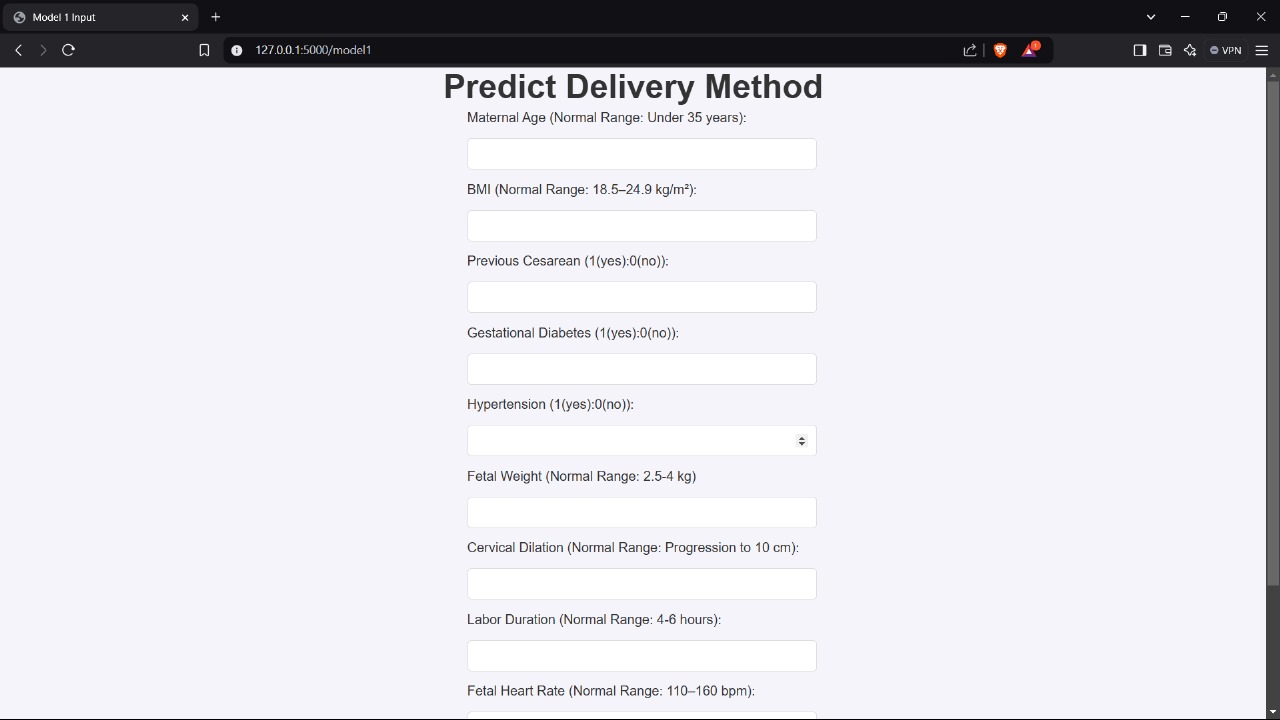 Model 1 Input
127.0.0.1:5000/model1
1
VPN
Predict Delivery Method
Maternal Age (Normal Range: Under 35 years):
BMI (Normal Range: 18.5–24.9 kg/m²):
Previous Cesarean (1(yes):0(no)):
Gestational Diabetes (1(yes):0(no)):
Hypertension (1(yes):0(no)):
Fetal Weight (Normal Range: 2.5-4 kg)
Cervical Dilation (Normal Range: Progression to 10 cm):
Labor Duration (Normal Range: 4-6 hours):
Fetal Heart Rate (Normal Range: 110–160 bpm):